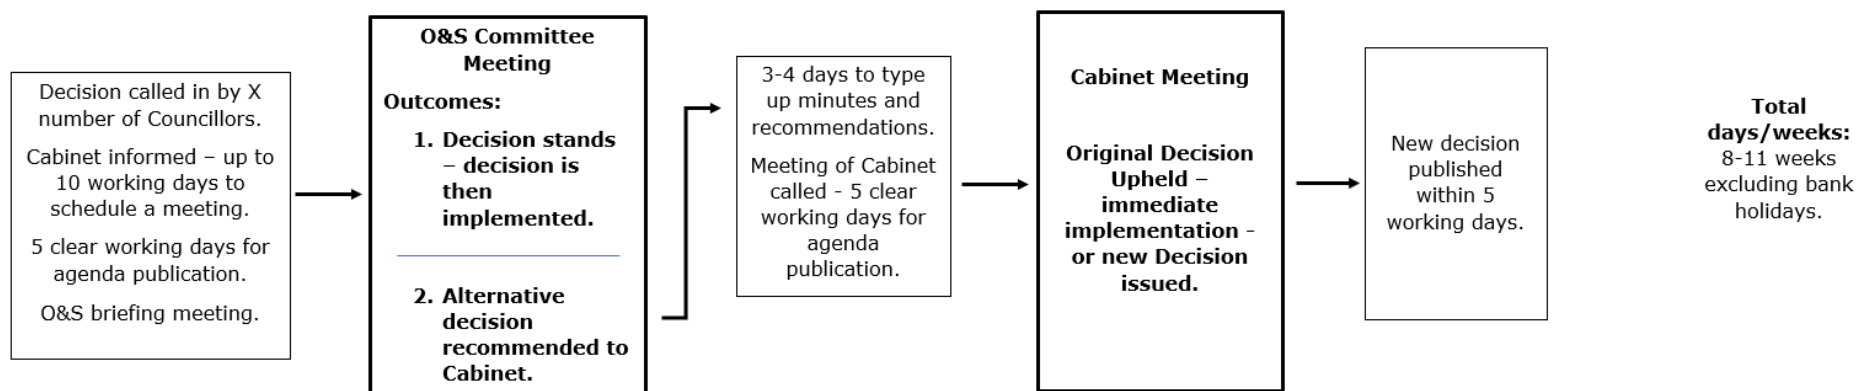 Decision called in by X
number of Councillors.
Cabinet informed – up to
10 working days to
schedule a meeting.
5 clear working days for
agenda publication.
O&S briefing meeting.
O&S Committee
Meeting
Outcomes:
1. Decision stands
– decision is
then
implemented.
2. Alternative
decision
recommended to
Cabinet.
3-4 days to type
up minutes and
recommendations.
Meeting of Cabinet
called - 5 clear
working days for
agenda
publication.
Cabinet Meeting
Original Decision
Upheld –
immediate
implementation -
or new Decision
issued.
New decision
published
within 5
working days.
Total
days/weeks:
8-11 weeks
excluding bank
holidays.